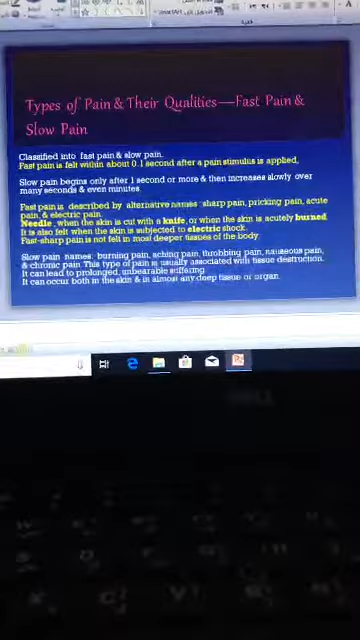 Types of Pain & Their Qualities—Fast Pain &
Slow Pain
Classified into fast pain & slow pain.
Fast pain is felt within about 0.1 second after a pain stimulus is applied,
Slow pain begins only after 1 second or more & then increases slowly over
many seconds & even minutes.
Fast pain is described by alternative names: sharp pain, pricking pain, acute
pain, & electric pain.
Needle, when the skin is cut with a knife, or when the skin is acutely burned.
It is also felt when the skin is subjected to electric shock.
Fast-sharp pain is not felt in most deeper tissues of the body.
Slow pain names: burning pain, aching pain, throbbing pain, nauseous pain,
& chronic pain. This type of pain is usually associated with tissue destruction.
It can lead to prolonged, unbearable suffering.
It can occur both in the skin & in almost any deep tissue or organ.
DELL